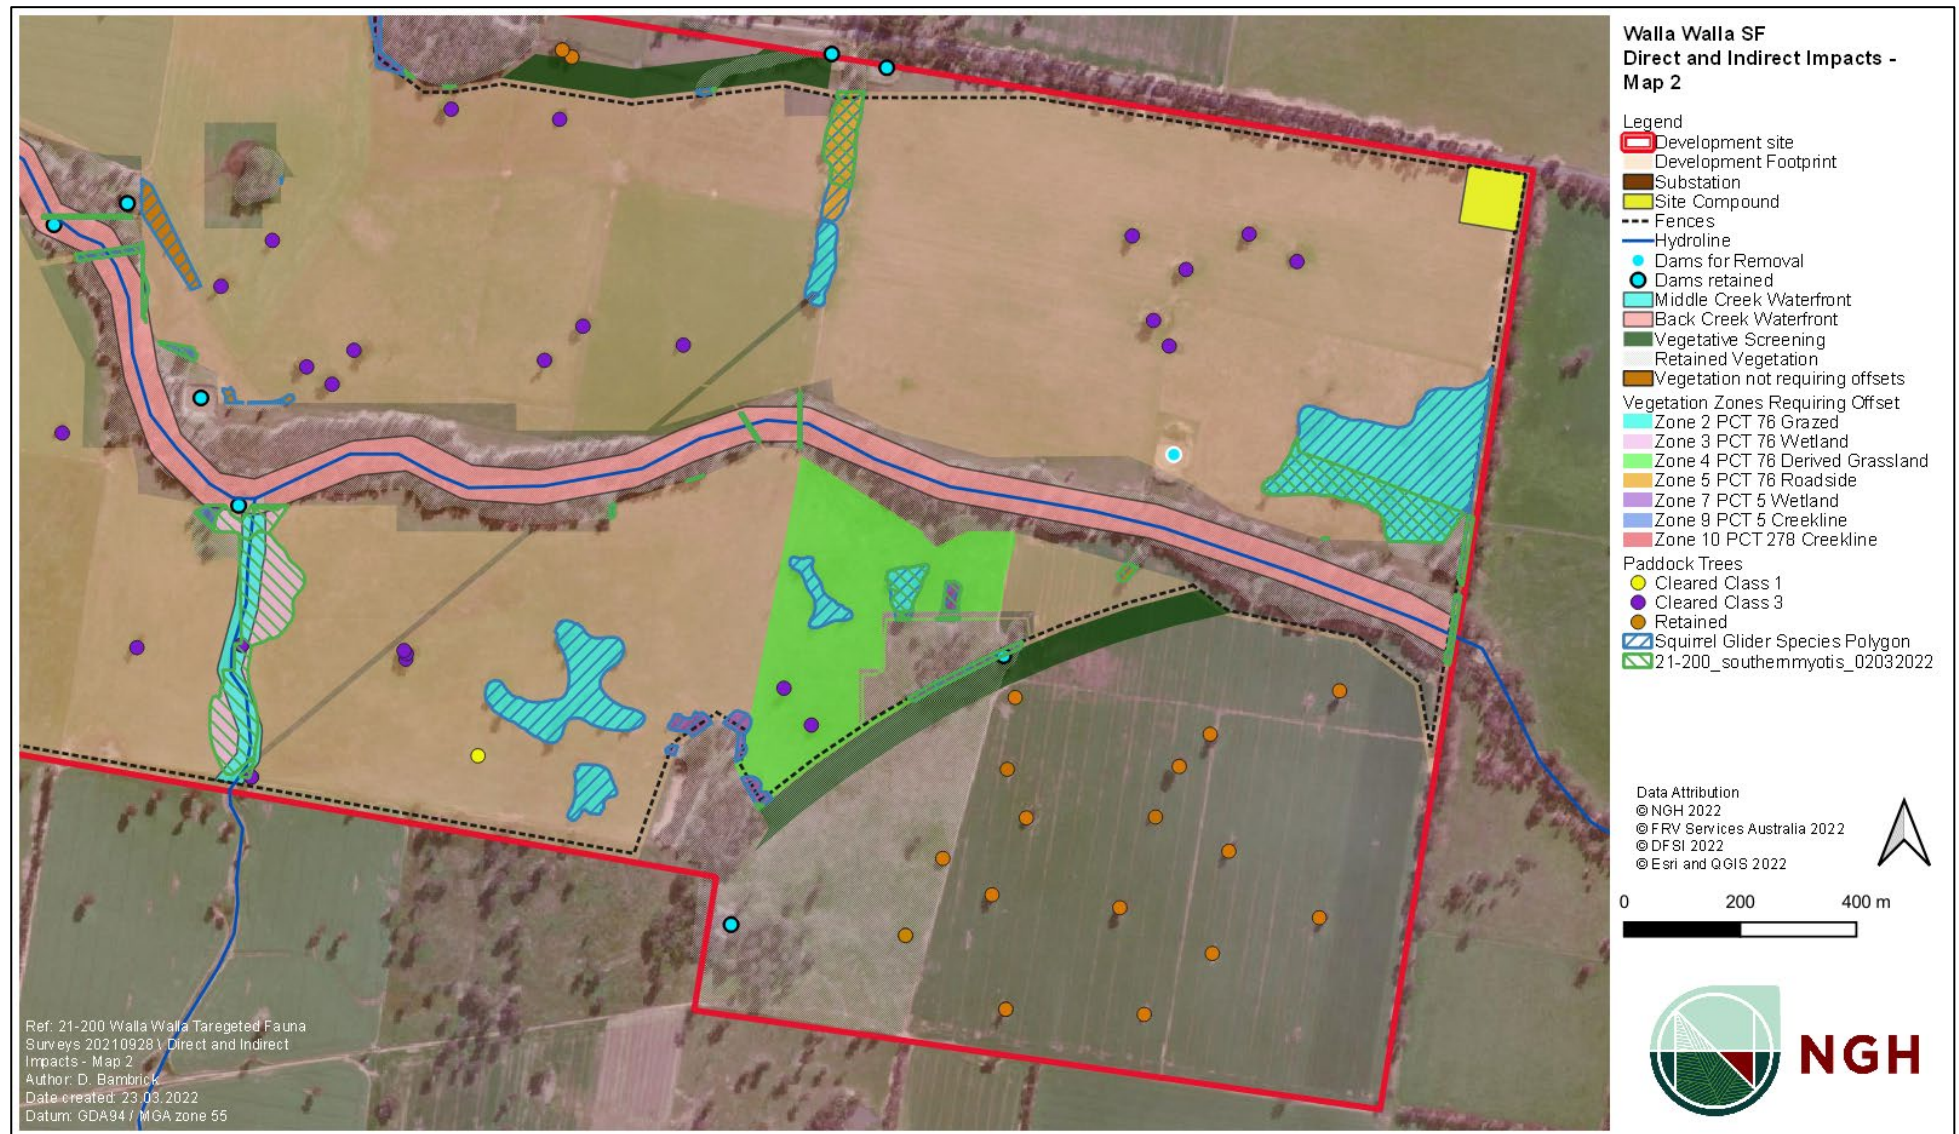 Walla Walla SF
Direct and Indirect Impacts -
Map 2
Legend
Development site
Development Footprint
Substation
Site Compound
Fences
Hydroline
Dams for Removal
Dams retained
Middle Creek Waterfront
Back Creek Waterfront
Vegetative Screening
Retained Vegetation
Vegetation not requiring offsets
Vegetation Zones Requiring Offset
Zone 2 PCT 76 Grazed
Zone 3 PCT 76 Wetland
Zone 4 PCT 76 Derived Grassland
Zone 5 PCT 76 Roadside
Zone 7 PCT 5 Wetland
Zone 9 PCT 5 Creekline
Zone 10 PCT 278 Creekline
Paddock Trees
Cleared Class 1
Cleared Class 3
Retained
Squirrel Glider Species Polygon
21-200_southernmyotis_02032022
Data Attribution
© NGH 2022
© FRV Services Australia 2022
© DFSI 2022
© Esri and QGIS 2022
0 200 400 m
NGH
Ref: 21-200 Walla Walla Taregeted Fauna
Surveys 20210928 \ Direct and Indirect
Impacts - Map 2
Author: D. Bambrick
Date created: 23.03.2022
Datum: GDA94 / MGA zone 55